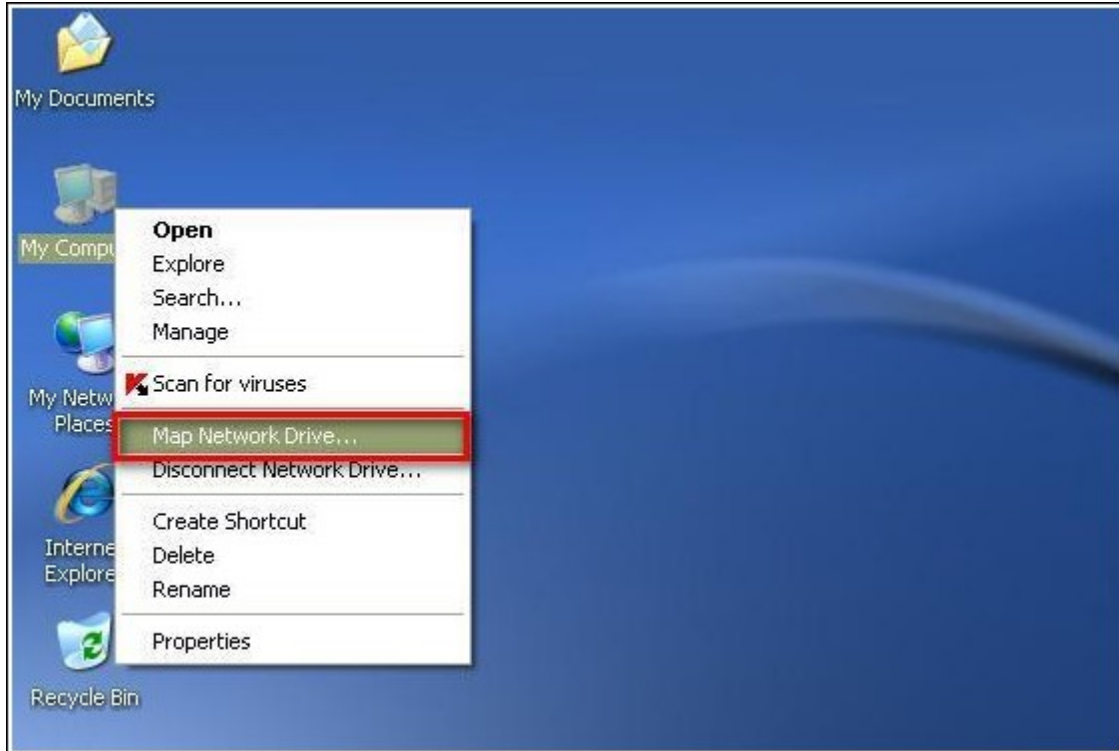 My Documents
My Compu
Open
Explore
Search...
Manage
Scan for viruses
My Netw
Places
Map Network Drive...
Disconnect Network Drive...
Create Shortcut
Interne
Explore
Delete
Rename
Properties
Recycle Bin